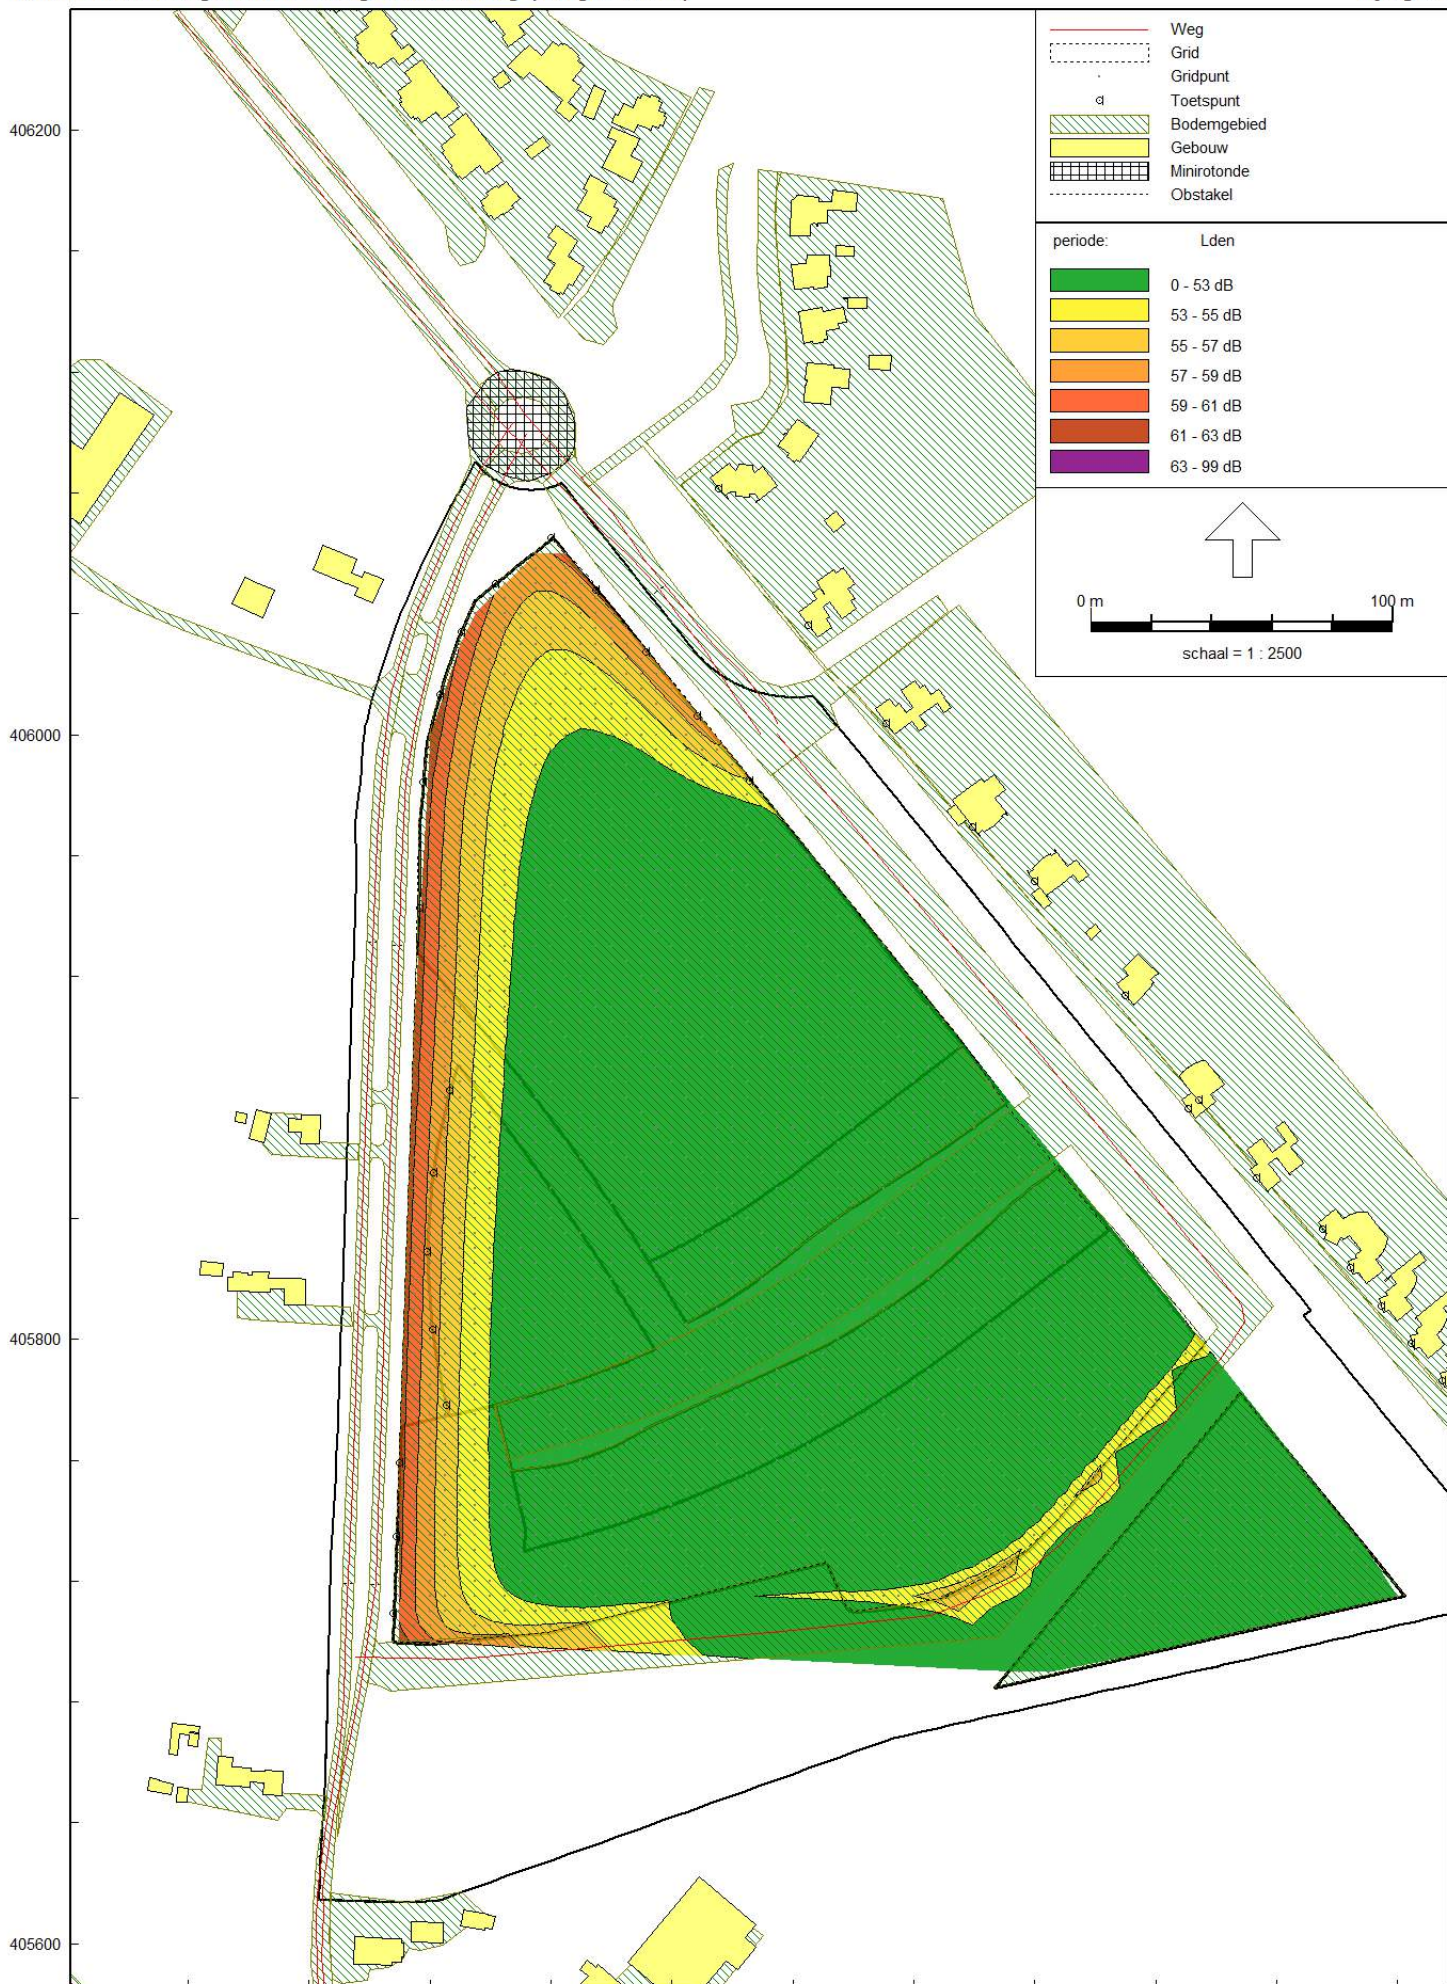 Weg
Grid
Gridpunt
Toetspunt
Bodemgebied
Gebouw
Minirotonde
Obstakel
periode: Lden
0 - 53 dB
53 - 55 dB
55 - 57 dB
57 - 59 dB
59 - 61 dB
61 - 63 dB
63 - 99 dB
0 m 100 m
schaal = 1 : 2500
406200
406000
405800
405600